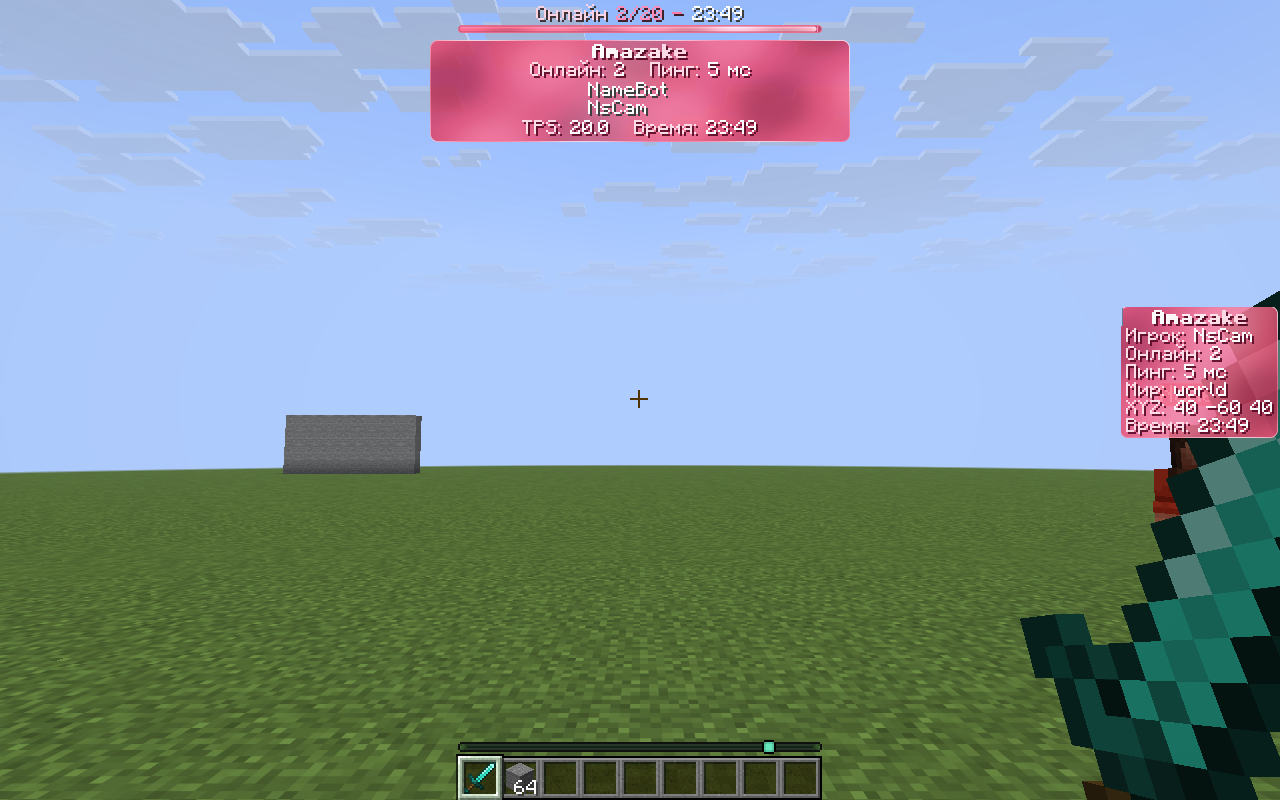 Онлайн 2/20 - 23:49
Amazake
Онлайн: 2 Пинг: 5 мс
NameBot
NsCam
TPS: 20.0 Время: 23:49
Amazake
Игрок: NsCam
Онлайн: 2
Пинг: 5 мс
Мир: world
XYZ: 40 -60 40
Время: 23:49
64